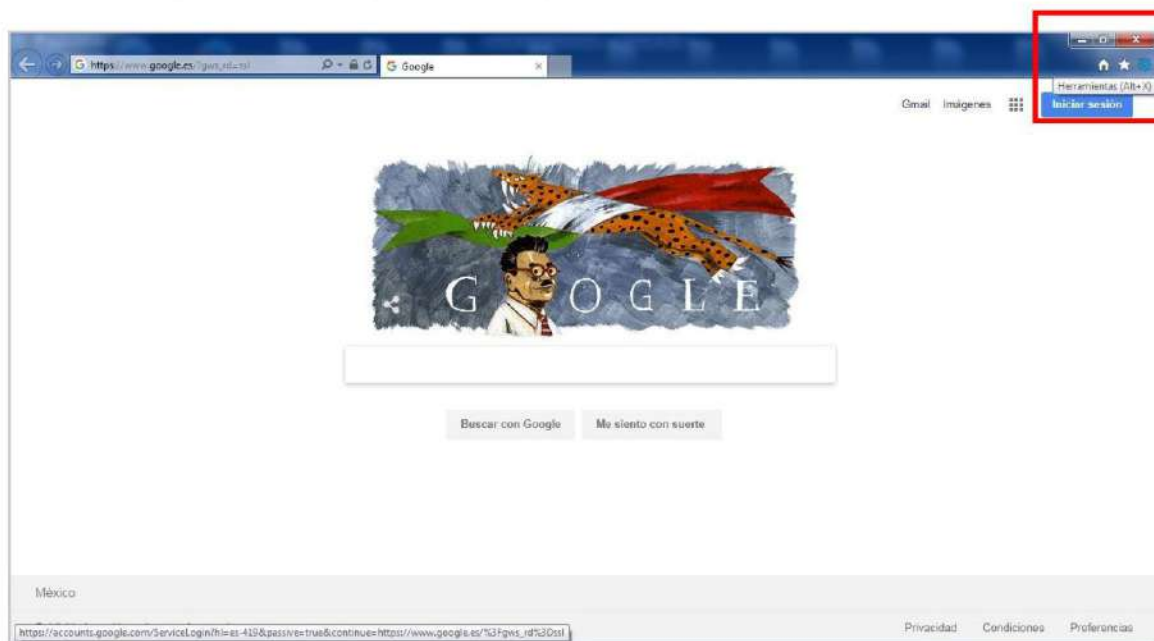 https://www.google.es/?gws_rd=ssl
Google
Herramientas (Alt+X)
Gmail Imágenes Iniciar sesión
GOOGLE
Buscar con Google Me siento con suerte
México
https://accounts.google.com/ServiceLogin?hl=es-419&passive=true&continue=https://www.google.es/%3Fgws_rd%3Dssl
Privacidad Condiciones Preferencias